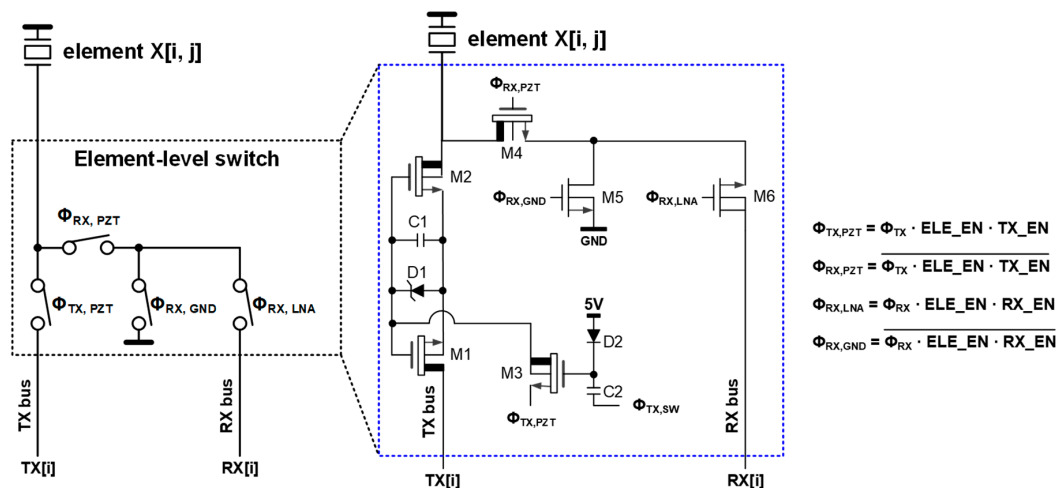 element X[i, j]
Element-level switch
ΦRX, PZT
ΦTX, PZT
ΦRX, GND
ΦRX, LNA
TX bus
RX bus
TX[i]
RX[i]
element X[i, j]
ΦRX,PZT
M4
M2
ΦRX,GND
M5
ΦRX,LNA
M6
C1
GND
D1
5V
D2
M1
M3
C2
ΦTX,PZT
ΦTX,SW
TX bus
RX bus
TX[i]
RX[i]
ΦTX,PZT = ΦTX · ELE_EN · TX_EN
ΦRX,PZT = \overline{ΦTX · ELE_EN · TX_EN}
ΦRX,LNA = ΦRX · ELE_EN · RX_EN
ΦRX,GND = \overline{ΦRX · ELE_EN · RX_EN}